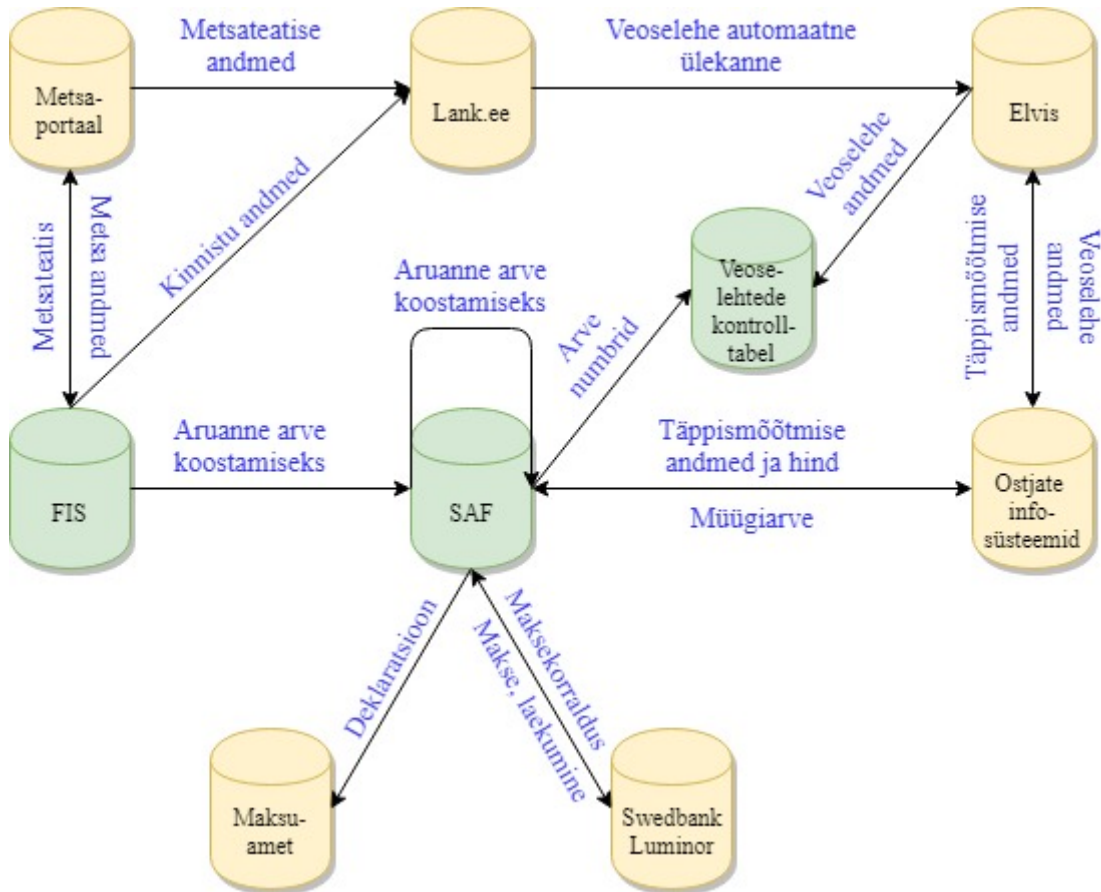 Metsateatise
andmed
Veoselehe automaatne
ülekanne
Metsa-
portaal
Lank.ee
Elvis
Metsateatis
Metsa andmed
Kinnistu andmed
Veoselehe
andmed
Täppismõõtmise
andmed
Veoselehe
andmed
Aruanne arve
koostamiseks
Veose-
lehtede
kontroll-
tabel
Arve
numbrid
Aruanne arve
koostamiseks
Täppismõõtmise
andmed ja hind
FIS
SAF
Müügiarve
Ostjate
info-
süsteemid
Deklaratsioon
Maksekorraldus
Makse, laekumine
Maksu-
amet
Swedbank
Luminor